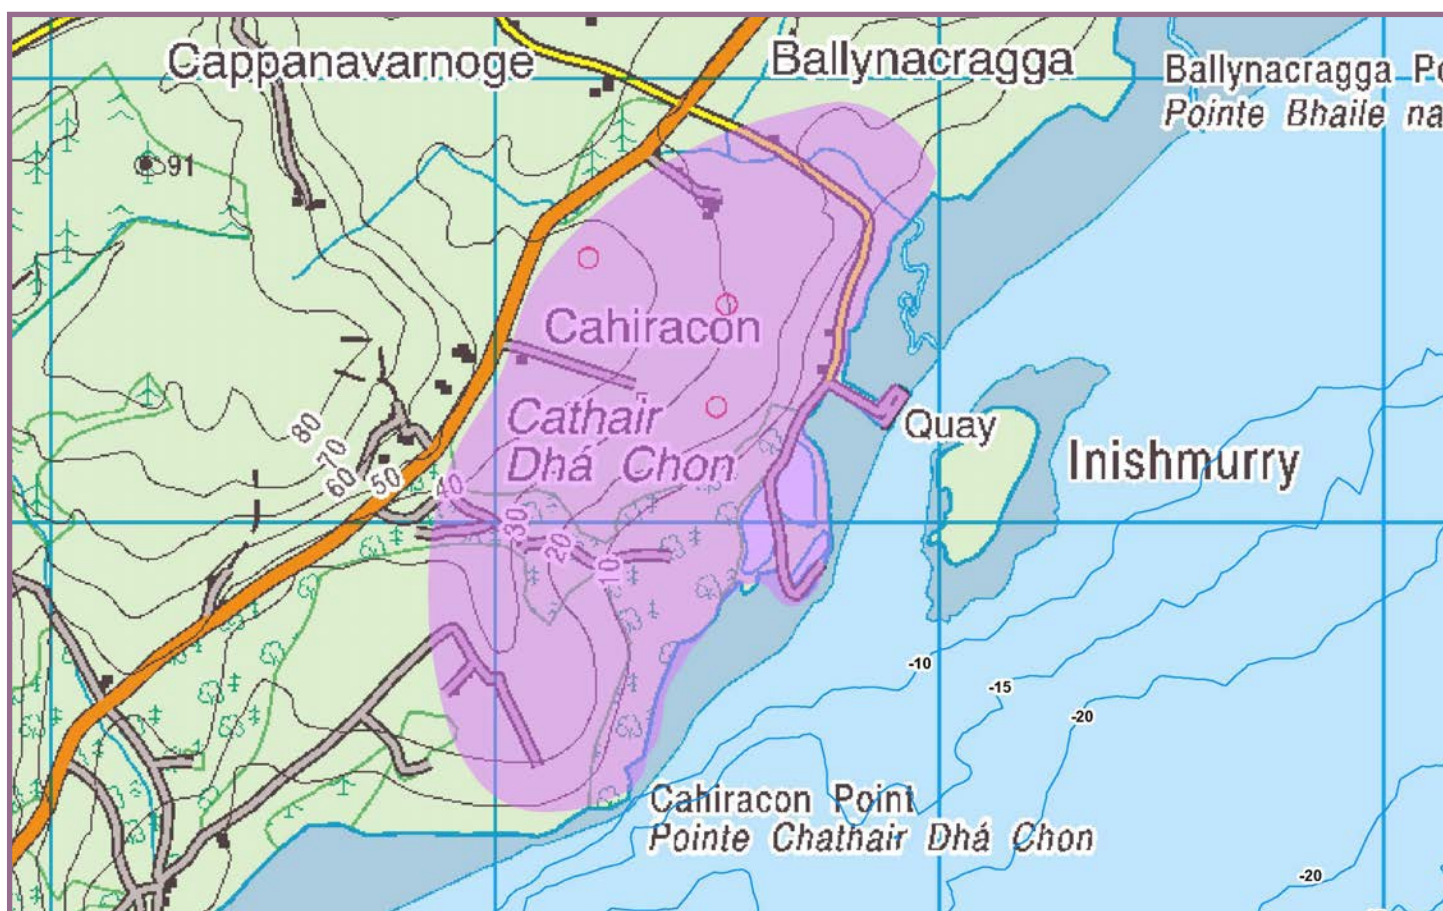 Cappanavarnoge
Ballynacragga
Ballynacragga Po
Pointe Bhaile na
91
Cahiracon
Cathair
Dhá Chon
Quay
Inishmurry
80
70
60
50
40
30
20
10
-10
-15
-20
Cahiracon Point
Pointe Chathair Dhá Chon
-20